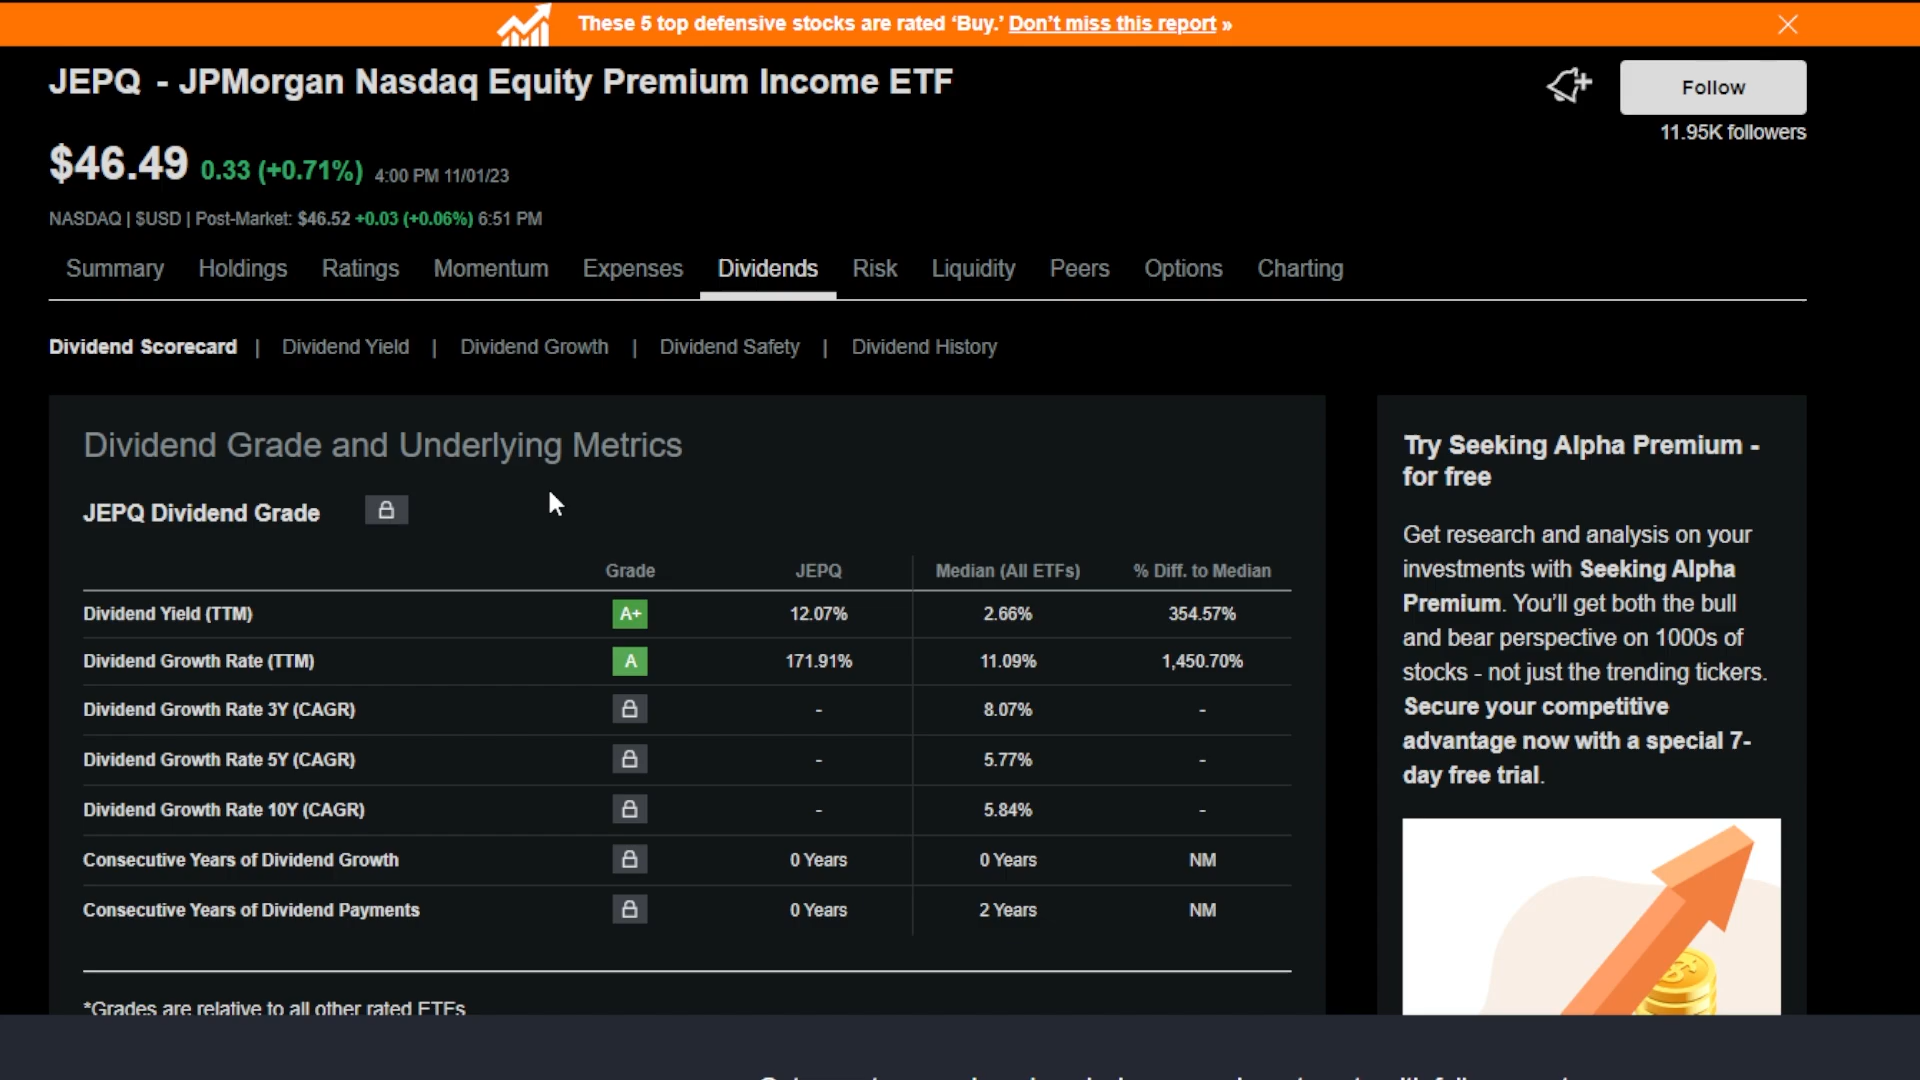 These 5 top defensive stocks are rated ‘Buy.’ Don’t miss this report »
JEPQ - JPMorgan Nasdaq Equity Premium Income ETF
Follow
11.95K followers
$46.49 0.33 (+0.71%) 4:00 PM 11/01/23
NASDAQ | $USD | Post-Market: $46.52 +0.03 (+0.06%) 6:51 PM
Summary Holdings Ratings Momentum Expenses Dividends Risk Liquidity Peers Options Charting
Dividend Scorecard | Dividend Yield | Dividend Growth | Dividend Safety | Dividend History
Dividend Grade and Underlying Metrics
JEPQ Dividend Grade
Grade JEPQ Median (All ETFs) % Diff. to Median
Dividend Yield (TTM) A+ 12.07% 2.66% 354.57%
Dividend Growth Rate (TTM) A 171.91% 11.09% 1,450.70%
Dividend Growth Rate 3Y (CAGR) - 8.07% -
Dividend Growth Rate 5Y (CAGR) - 5.77% -
Dividend Growth Rate 10Y (CAGR) - 5.84% -
Consecutive Years of Dividend Growth 0 Years 0 Years NM
Consecutive Years of Dividend Payments 0 Years 2 Years NM
*Grades are relative to all other rated ETFs
Try Seeking Alpha Premium -
for free
Get research and analysis on your
investments with Seeking Alpha
Premium. You’ll get both the bull
and bear perspective on 1000s of
stocks - not just the trending tickers.
Secure your competitive
advantage now with a special 7-
day free trial.